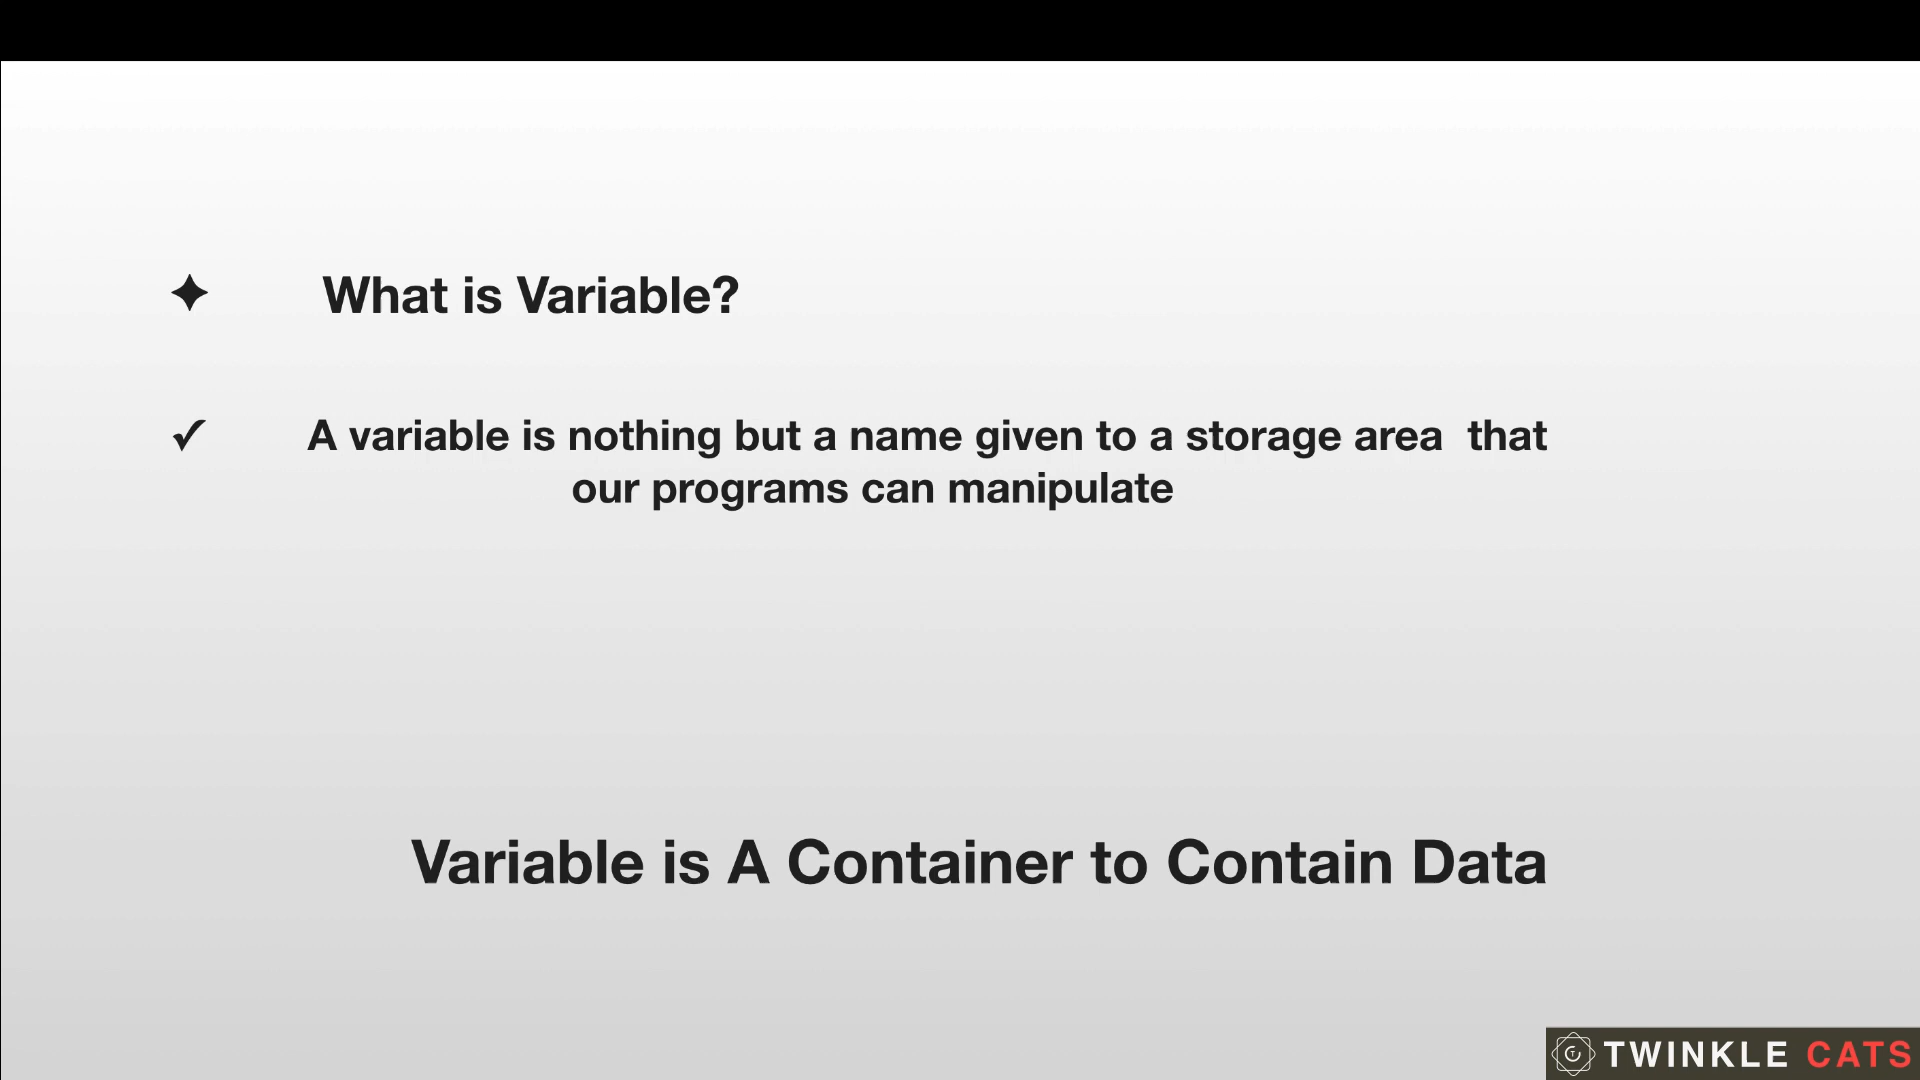 ✦ What is Variable?
✓ A variable is nothing but a name given to a storage area  that
our programs can manipulate
Variable is A Container to Contain Data
TWINKLE CATS